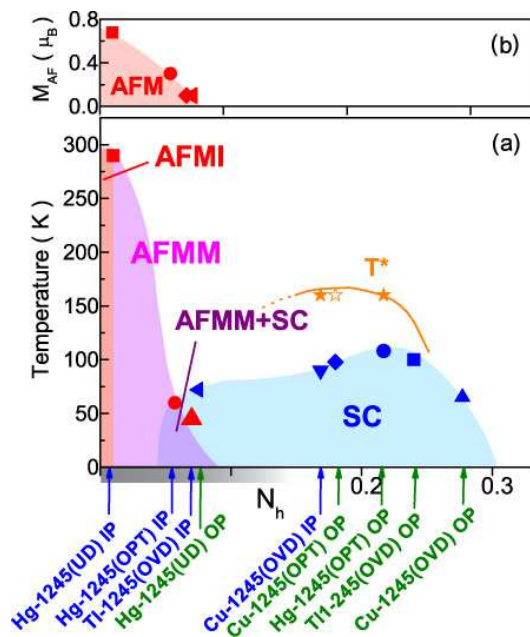 (b)
M_AF ( μ_B )
0.8
0.4
0.0
AFM
(a)
Temperature ( K )
300
250
200
150
100
50
0
AFMI
AFMM
T*
AFMM+SC
SC
N_h
0.2
0.3
Hg-1245(UD) IP
Hg-1245(OPT) IP
Tl-1245(OVD) IP
Hg-1245(UD) OP
Cu-1245(OVD) IP
Cu-1245(OPT) OP
Hg-1245(OPT) OP
Tl1-245(OVD) OP
Cu-1245(OVD) OP